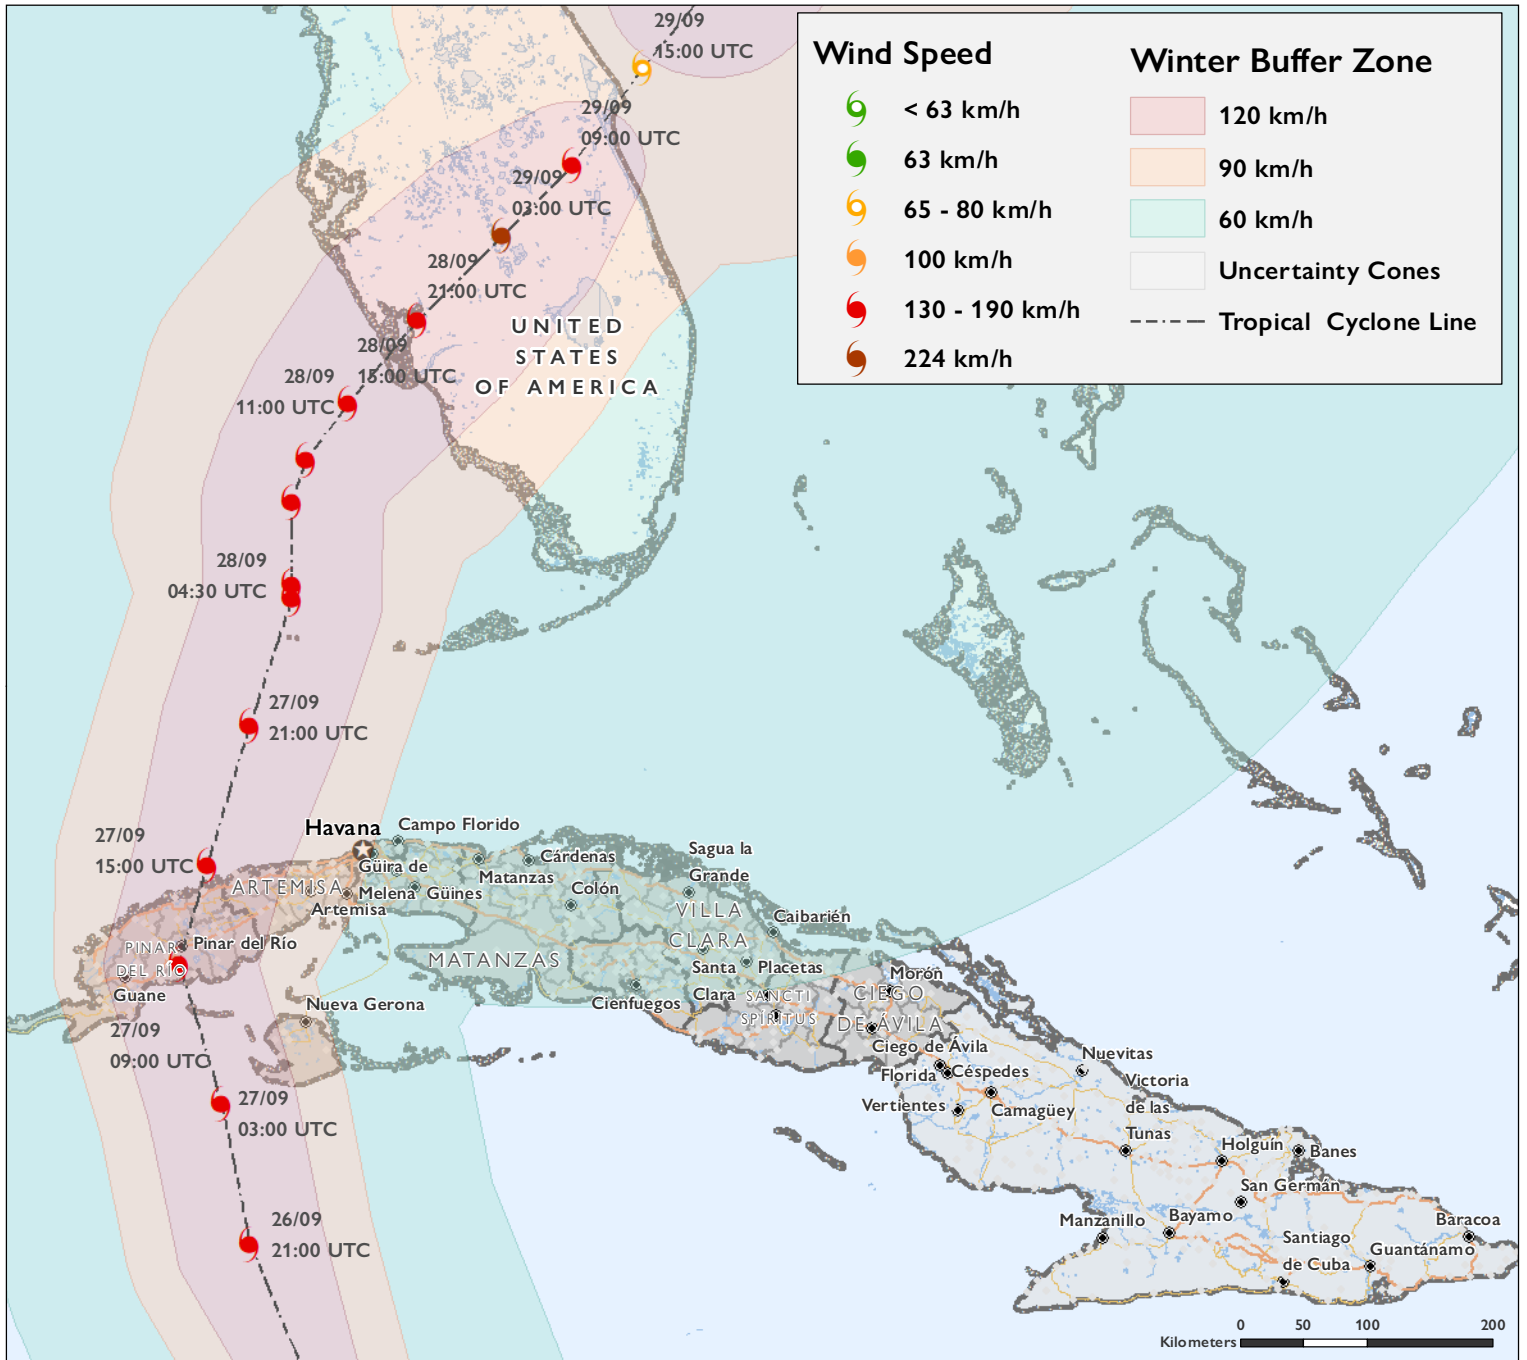 29/09
15:00 UTC
29/09
09:00 UTC
29/09
03:00 UTC
28/09
21:00 UTC
28/09
15:00 UTC
28/09
11:00 UTC
UNITED
STATES
OF AMERICA
28/09
04:30 UTC
27/09
21:00 UTC
27/09
15:00 UTC
27/09
09:00 UTC
27/09
03:00 UTC
26/09
21:00 UTC
Wind Speed
< 63 km/h
63 km/h
65 - 80 km/h
100 km/h
130 - 190 km/h
224 km/h
Winter Buffer Zone
120 km/h
90 km/h
60 km/h
Uncertainty Cones
Tropical Cyclone Line
Havana
Campo Florido
Güira de
Melena
Güines
Matanzas
Cárdenas
Colón
Sagua la
Grande
ARTEMISA
Artemisa
VILLA
CLARA
Caibarién
PINAR
DEL RÍO
Pinar del Río
Guane
MATANZAS
Nueva Gerona
Cienfuegos
Santa
Clara
Placetas
SANCTI
SPÍRITUS
Morón
CIEGO
DE ÁVILA
Ciego de Ávila
Florida
Céspedes
Vertientes
Camagüey
Nuevitas
Victoria
de las
Tunas
Holguín
Banes
San Germán
Manzanillo
Bayamo
Santiago
de Cuba
Guantánamo
Baracoa
0 50 100 200
Kilometers